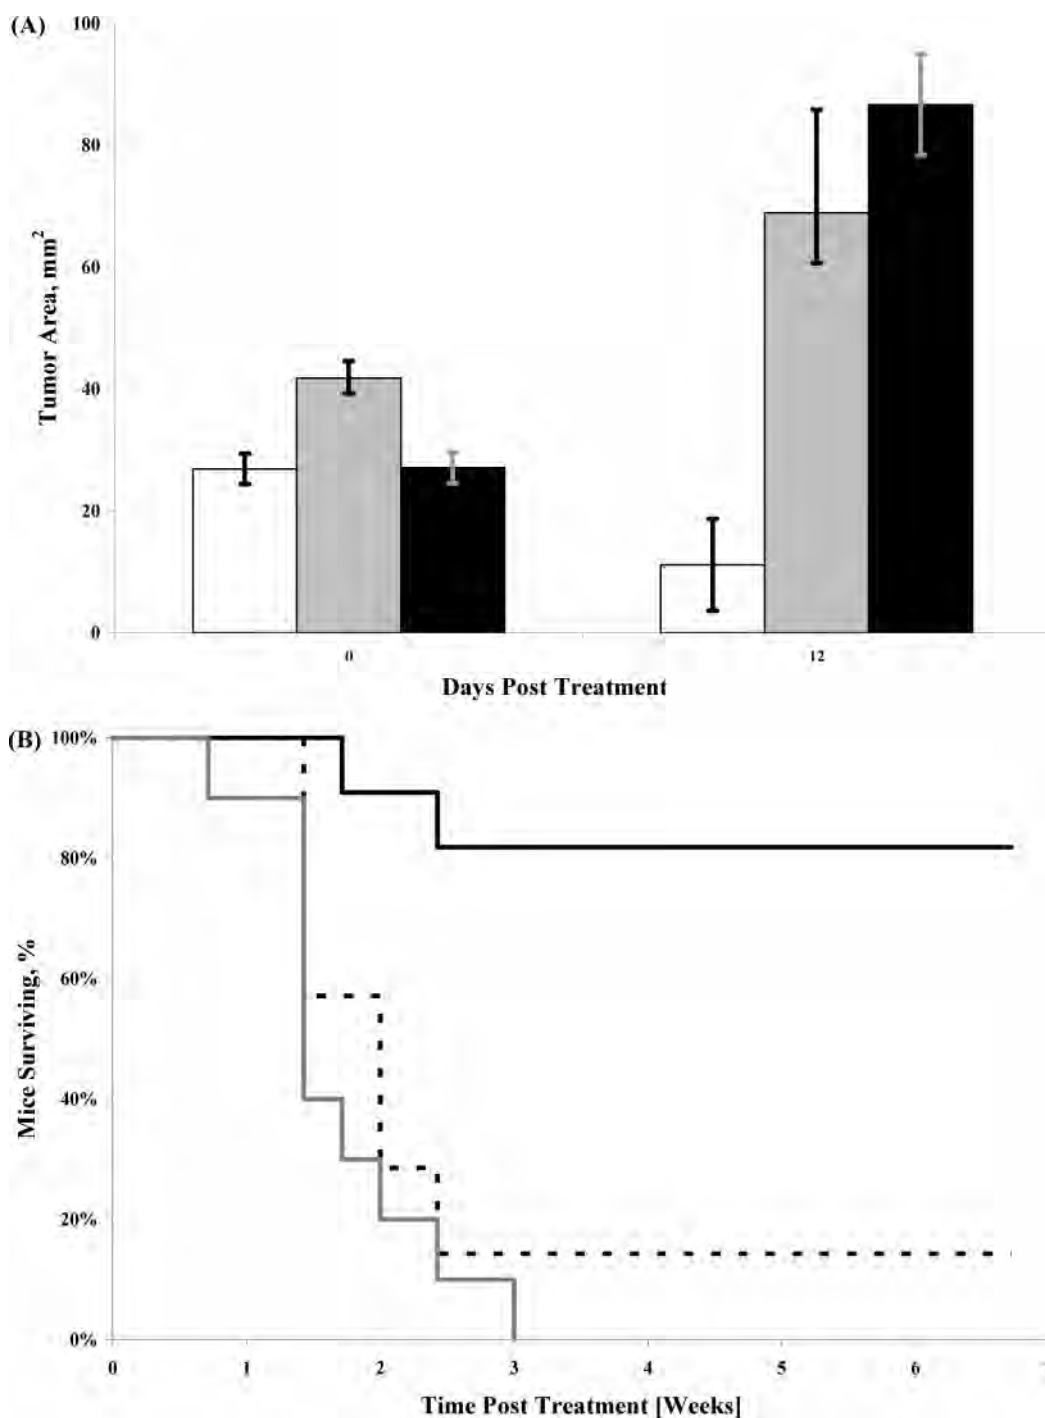 (A)
100
80
60
40
20
0
Tumor Area, mm²
0 12
Days Post Treatment
(B)
100%
80%
60%
40%
20%
0%
Mice Surviving, %
0 1 2 3 4 5 6 7
Time Post Treatment [Weeks]